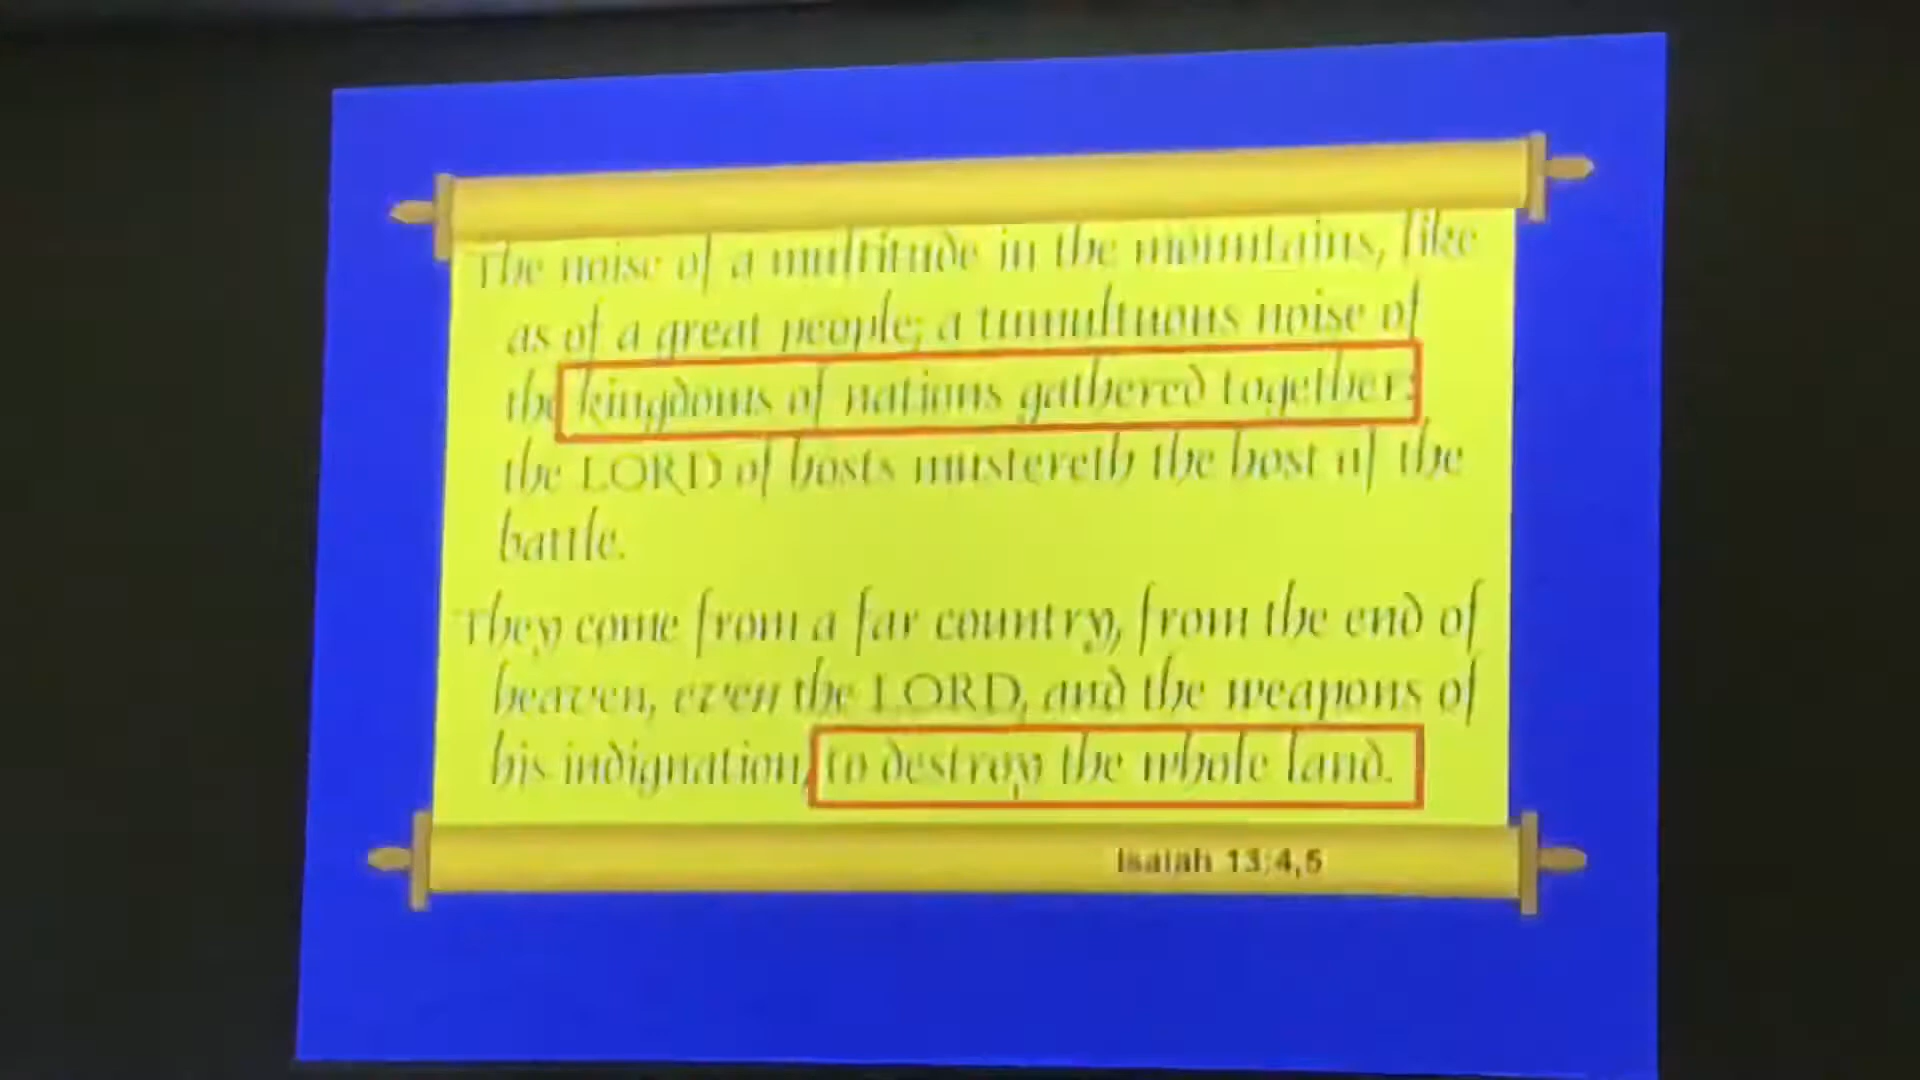 The noise of a multitude in the mountains, like
as of a great people; a tumultuous noise of
the kingdoms of nations gathered together:
the LORD of hosts mustereth the host of the
battle.
They come from a far country, from the end of
heaven, even the LORD, and the weapons of
his indignation, to destroy the whole land.
Isaiah 13:4,5